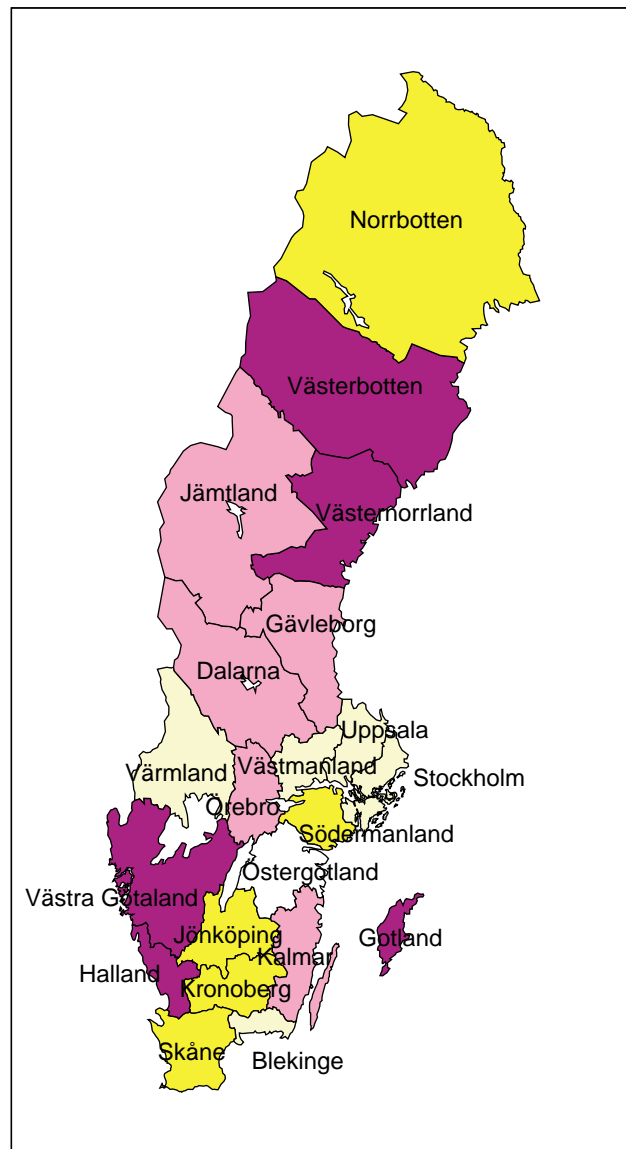 Norrbotten
Västerbotten
Jämtland
Västernorrland
Gävleborg
Dalarna
Uppsala
Värmland
Västmanland
Stockholm
Örebro
Södermanland
Östergötland
Västra Götaland
Jönköping
Gotland
Kalmar
Halland
Kronoberg
Skåne
Blekinge